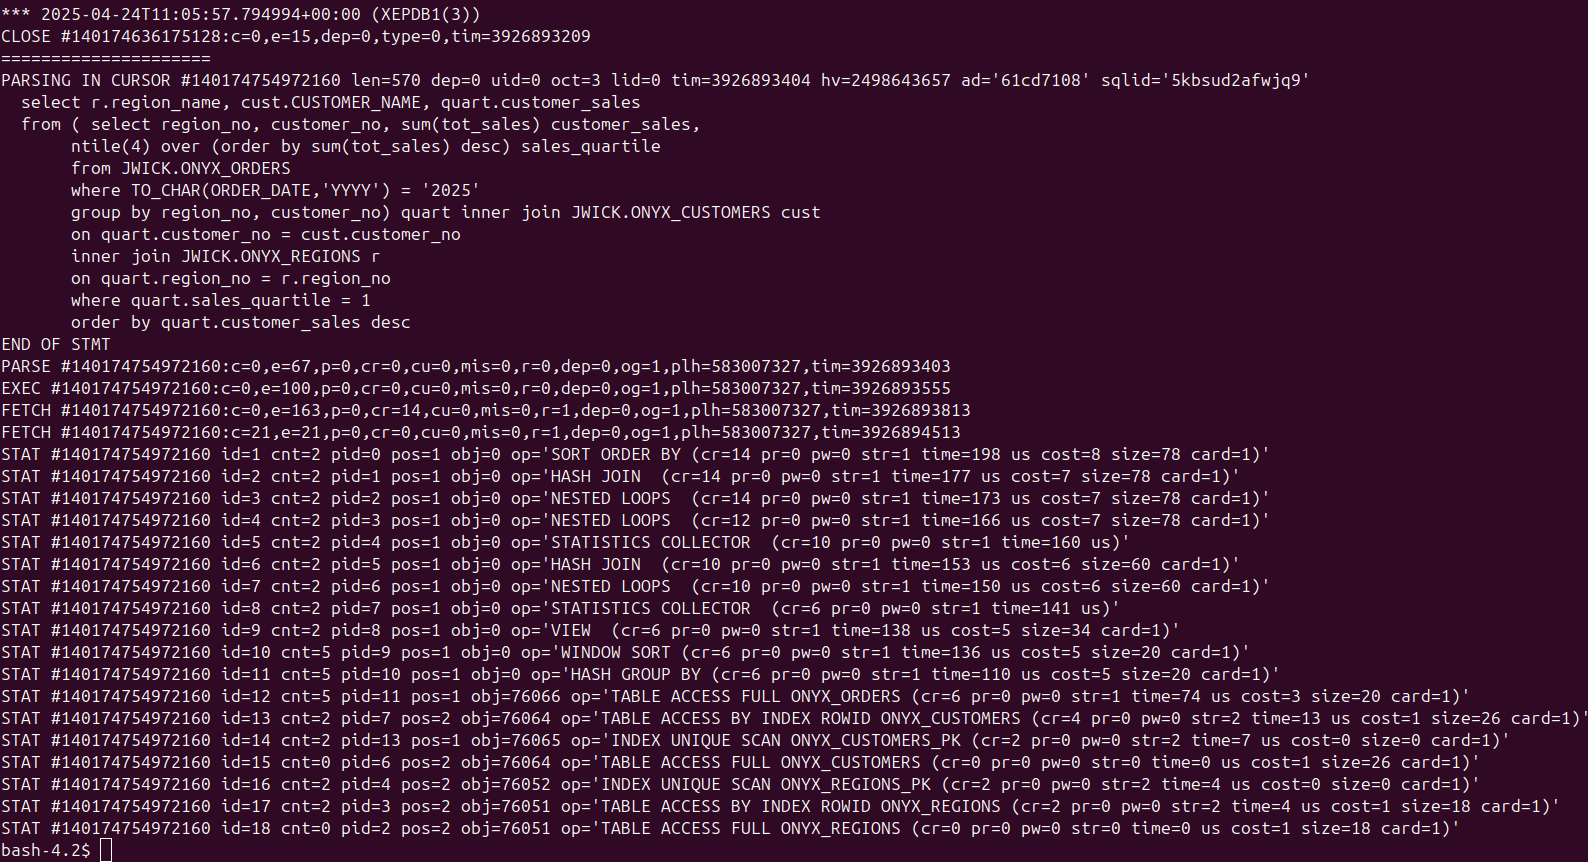 *** 2025-04-24T11:05:57.794994+00:00 (XEPDB1(3))
CLOSE #140174636175128:c=0,e=15,dep=0,type=0,tim=3926893209
=====================
PARSING IN CURSOR #140174754972160 len=570 dep=0 uid=0 oct=3 lid=0 tim=3926893404 hv=2498643657 ad='61cd7108' sqlid='5kbsud2afwjq9'
  select r.region_name, cust.CUSTOMER_NAME, quart.customer_sales
  from ( select region_no, customer_no, sum(tot_sales) customer_sales,
       ntile(4) over (order by sum(tot_sales) desc) sales_quartile
       from JWICK.ONYX_ORDERS
       where TO_CHAR(ORDER_DATE,'YYYY') = '2025'
       group by region_no, customer_no) quart inner join JWICK.ONYX_CUSTOMERS cust
       on quart.customer_no = cust.customer_no
       inner join JWICK.ONYX_REGIONS r
       on quart.region_no = r.region_no
       where quart.sales_quartile = 1
       order by quart.customer_sales desc
END OF STMT
PARSE #140174754972160:c=0,e=67,p=0,cr=0,cu=0,mis=0,r=0,dep=0,og=1,plh=583007327,tim=3926893403
EXEC #140174754972160:c=0,e=100,p=0,cr=0,cu=0,mis=0,r=0,dep=0,og=1,plh=583007327,tim=3926893555
FETCH #140174754972160:c=0,e=163,p=0,cr=14,cu=0,mis=0,r=1,dep=0,og=1,plh=583007327,tim=3926893813
FETCH #140174754972160:c=21,e=21,p=0,cr=0,cu=0,mis=0,r=1,dep=0,og=1,plh=583007327,tim=3926894513
STAT #140174754972160 id=1 cnt=2 pid=0 pos=1 obj=0 op='SORT ORDER BY (cr=14 pr=0 pw=0 str=1 time=198 us cost=8 size=78 card=1)'
STAT #140174754972160 id=2 cnt=2 pid=1 pos=1 obj=0 op='HASH JOIN  (cr=14 pr=0 pw=0 str=1 time=177 us cost=7 size=78 card=1)'
STAT #140174754972160 id=3 cnt=2 pid=2 pos=1 obj=0 op='NESTED LOOPS  (cr=14 pr=0 pw=0 str=1 time=173 us cost=7 size=78 card=1)'
STAT #140174754972160 id=4 cnt=2 pid=3 pos=1 obj=0 op='NESTED LOOPS  (cr=12 pr=0 pw=0 str=1 time=166 us cost=7 size=78 card=1)'
STAT #140174754972160 id=5 cnt=2 pid=4 pos=1 obj=0 op='STATISTICS COLLECTOR  (cr=10 pr=0 pw=0 str=1 time=160 us)'
STAT #140174754972160 id=6 cnt=2 pid=5 pos=1 obj=0 op='HASH JOIN  (cr=10 pr=0 pw=0 str=1 time=153 us cost=6 size=60 card=1)'
STAT #140174754972160 id=7 cnt=2 pid=6 pos=1 obj=0 op='NESTED LOOPS  (cr=10 pr=0 pw=0 str=1 time=150 us cost=6 size=60 card=1)'
STAT #140174754972160 id=8 cnt=2 pid=7 pos=1 obj=0 op='STATISTICS COLLECTOR  (cr=6 pr=0 pw=0 str=1 time=141 us)'
STAT #140174754972160 id=9 cnt=2 pid=8 pos=1 obj=0 op='VIEW  (cr=6 pr=0 pw=0 str=1 time=138 us cost=5 size=34 card=1)'
STAT #140174754972160 id=10 cnt=5 pid=9 pos=1 obj=0 op='WINDOW SORT (cr=6 pr=0 pw=0 str=1 time=136 us cost=5 size=20 card=1)'
STAT #140174754972160 id=11 cnt=5 pid=10 pos=1 obj=0 op='HASH GROUP BY (cr=6 pr=0 pw=0 str=1 time=110 us cost=5 size=20 card=1)'
STAT #140174754972160 id=12 cnt=5 pid=11 pos=1 obj=76066 op='TABLE ACCESS FULL ONYX_ORDERS (cr=6 pr=0 pw=0 str=1 time=74 us cost=3 size=20 card=1)'
STAT #140174754972160 id=13 cnt=2 pid=7 pos=2 obj=76064 op='TABLE ACCESS BY INDEX ROWID ONYX_CUSTOMERS (cr=4 pr=0 pw=0 str=2 time=13 us cost=1 size=26 card=1)'
STAT #140174754972160 id=14 cnt=2 pid=13 pos=1 obj=76065 op='INDEX UNIQUE SCAN ONYX_CUSTOMERS_PK (cr=2 pr=0 pw=0 str=2 time=7 us cost=0 size=0 card=1)'
STAT #140174754972160 id=15 cnt=0 pid=6 pos=2 obj=76064 op='TABLE ACCESS FULL ONYX_CUSTOMERS (cr=0 pr=0 pw=0 str=0 time=0 us cost=1 size=26 card=1)'
STAT #140174754972160 id=16 cnt=2 pid=4 pos=2 obj=76052 op='INDEX UNIQUE SCAN ONYX_REGIONS_PK (cr=2 pr=0 pw=0 str=2 time=4 us cost=0 size=0 card=1)'
STAT #140174754972160 id=17 cnt=2 pid=3 pos=2 obj=76051 op='TABLE ACCESS BY INDEX ROWID ONYX_REGIONS (cr=2 pr=0 pw=0 str=2 time=4 us cost=1 size=18 card=1)'
STAT #140174754972160 id=18 cnt=0 pid=2 pos=2 obj=76051 op='TABLE ACCESS FULL ONYX_REGIONS (cr=0 pr=0 pw=0 str=0 time=0 us cost=1 size=18 card=1)'
bash-4.2$